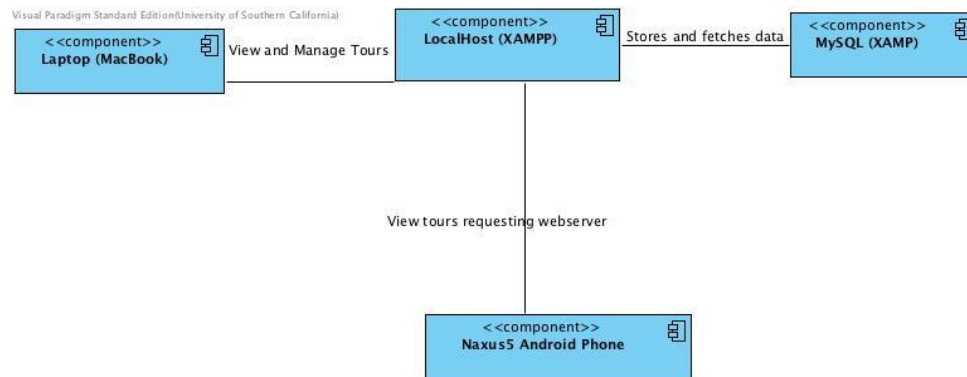 Visual Paradigm Standard Edition(University of Southern California)
<<component>>
Laptop (MacBook)
View and Manage Tours
<<component>>
LocalHost (XAMPP)
Stores and fetches data
<<component>>
MySQL (XAMP)
View tours requesting webserver
<<component>>
Naxus5 Android Phone